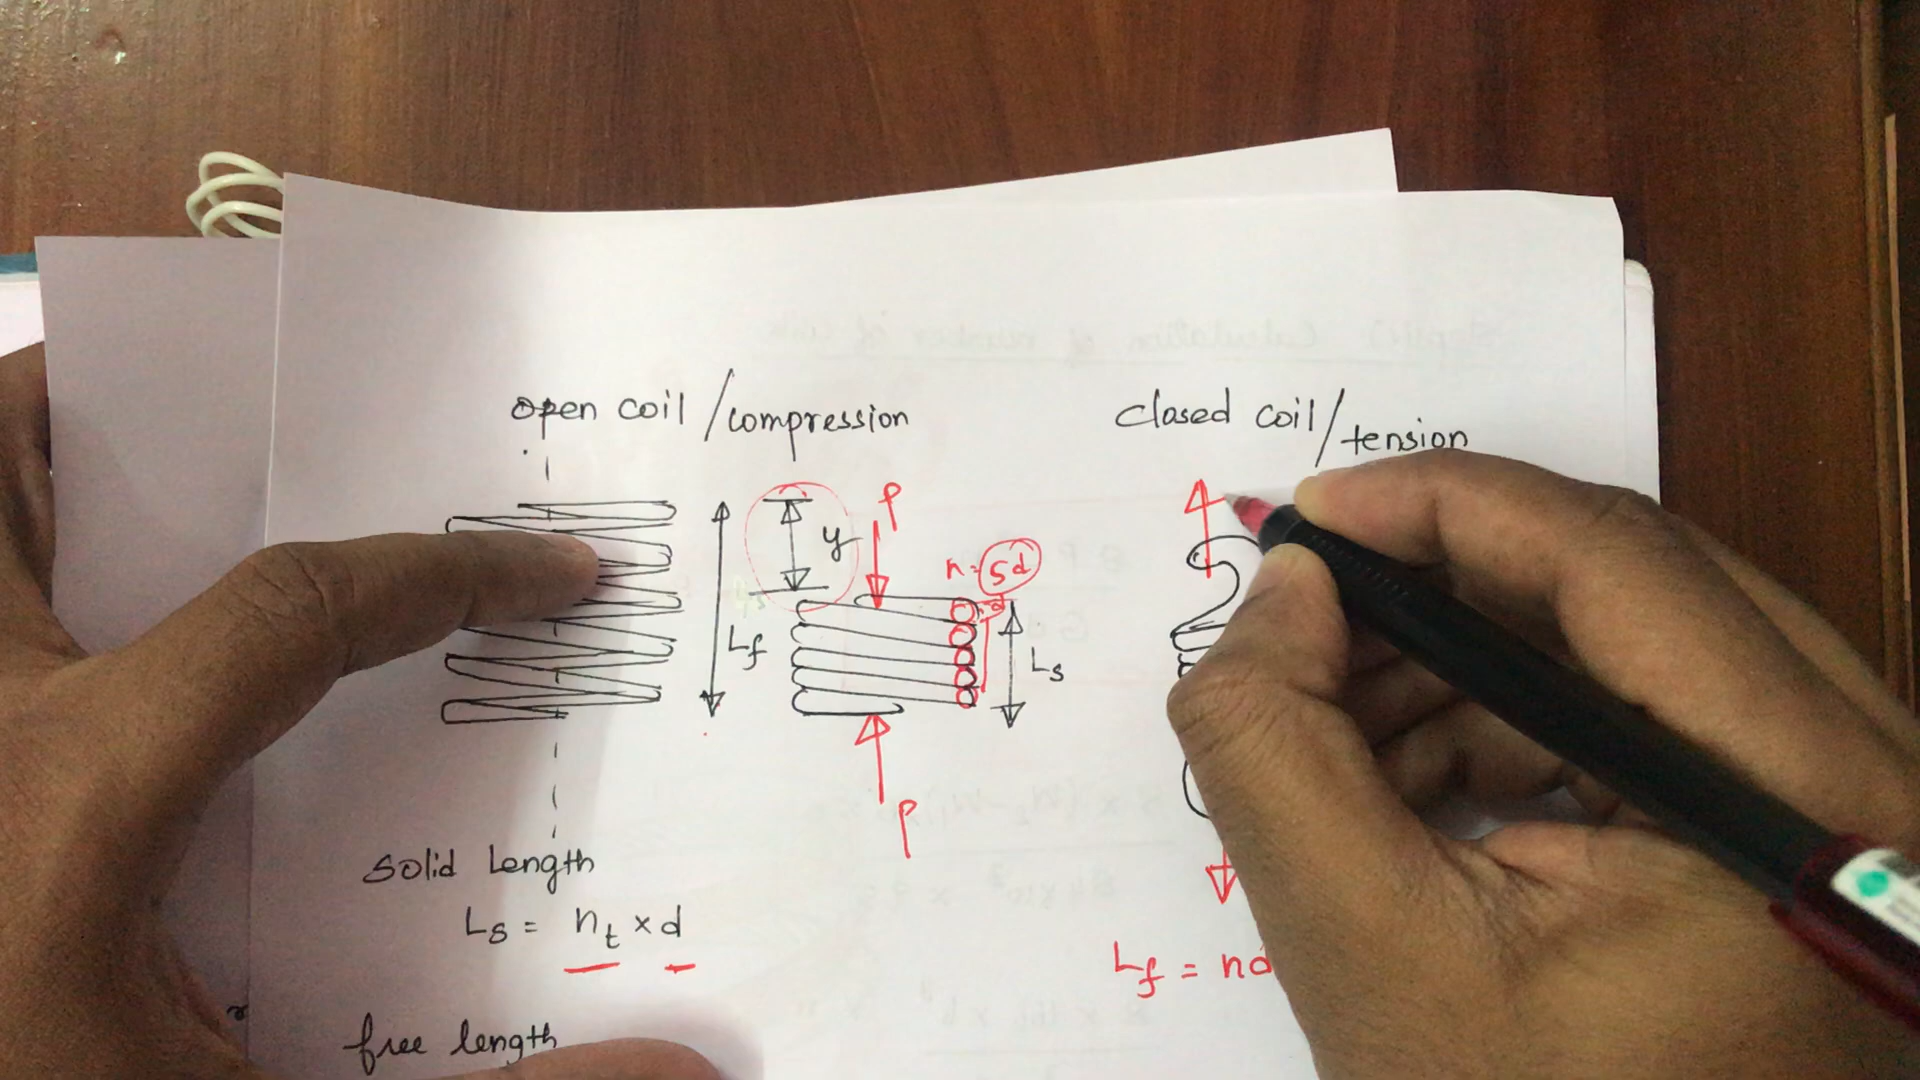 open coil / compression
closed coil / tension
P
y
n = 5d
d
Lf
Ls
P
Solid Length
Ls = nt × d
Lf = nd
free length